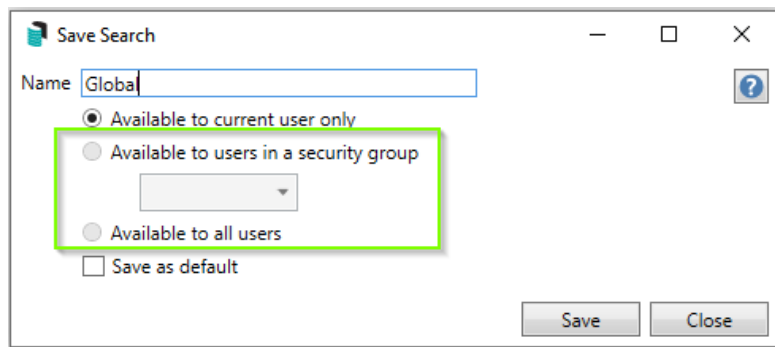 Save Search
Name Global
Available to current user only
Available to users in a security group
Available to all users
Save as default
Save Close